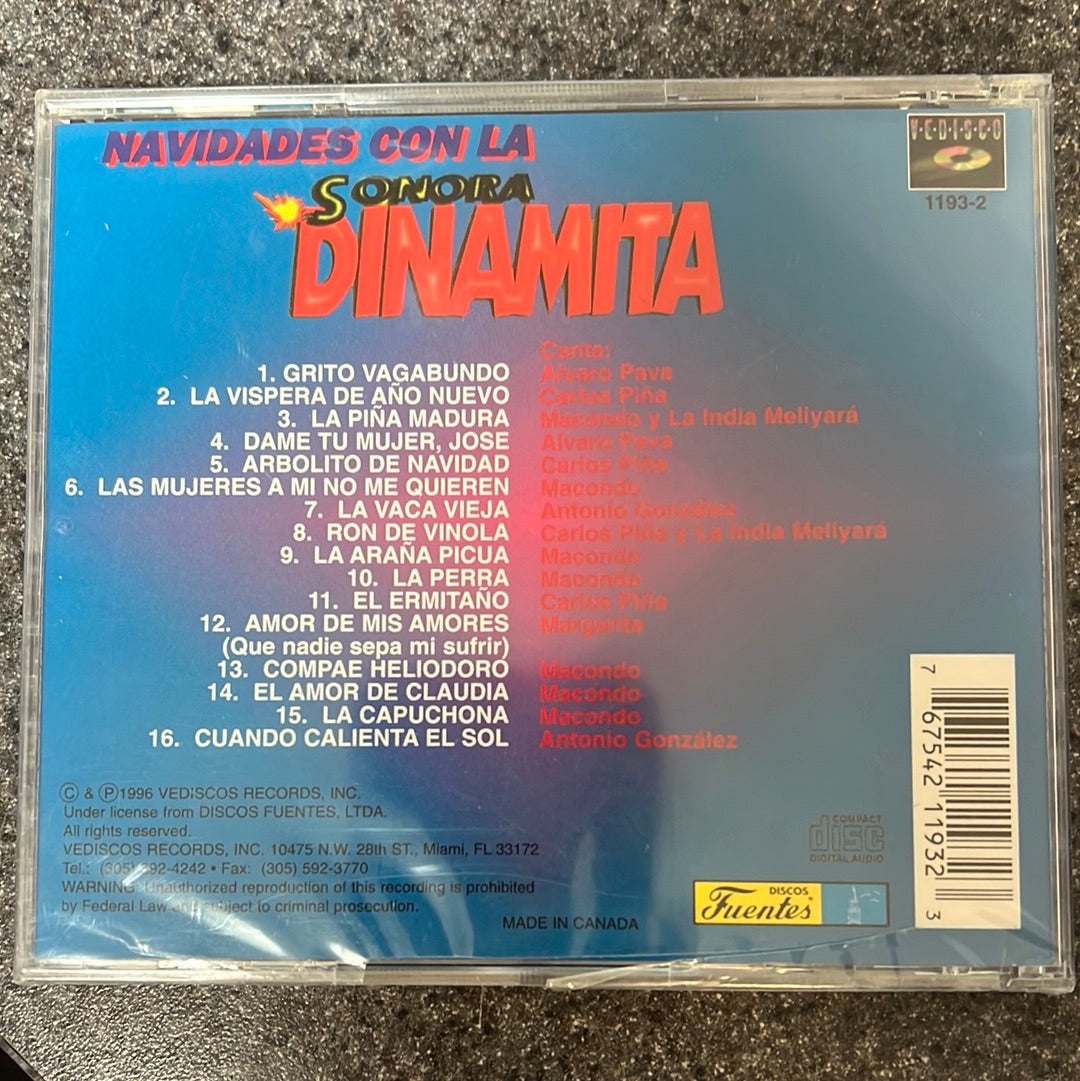 NAVIDADES CON LA
SONORA
DINAMITA
VEDISCO
1193-2
Canta:
1. GRITO VAGABUNDO Alvaro Pava
2. LA VISPERA DE AÑO NUEVO Carlos Piña
3. LA PIÑA MADURA Macondo y La India Meliyará
4. DAME TU MUJER, JOSE Alvaro Pava
5. ARBOLITO DE NAVIDAD Carlos Piña
6. LAS MUJERES A MI NO ME QUIEREN Macondo
7. LA VACA VIEJA Antonio González
8. RON DE VINOLA Carlos Piña y La India Meliyará
9. LA ARAÑA PICUA Macondo
10. LA PERRA Macondo
11. EL ERMITAÑO Carlos Piña
12. AMOR DE MIS AMORES Margarita
(Que nadie sepa mi sufrir)
13. COMPAE HELIODORO Macondo
14. EL AMOR DE CLAUDIA Macondo
15. LA CAPUCHONA Macondo
16. CUANDO CALIENTA EL SOL Antonio González
© & ℗1996 VEDISCOS RECORDS, INC.
Under license from DISCOS FUENTES, LTDA.
All rights reserved.
VEDISCOS RECORDS, INC. 10475 N.W. 28th ST., Miami, FL 33172
Tel.: (305) 592-4242 • Fax: (305) 592-3770
WARNING: Unauthorized reproduction of this recording is prohibited
by Federal Law and subject to criminal prosecution.
MADE IN CANADA
DISCOS
Fuentes
COMPACT
disc
DIGITAL AUDIO
7 67542 11932 3